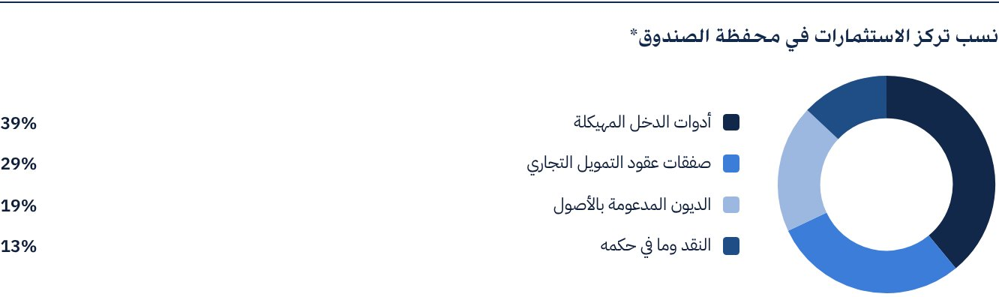 نسب تركز الاستثمارات في محفظة الصندوق*
أدوات الدخل المهيكلة 39%
صفقات عقود التمويل التجاري 29%
الديون المدعومة بالأصول 19%
النقد وما في حكمه 13%